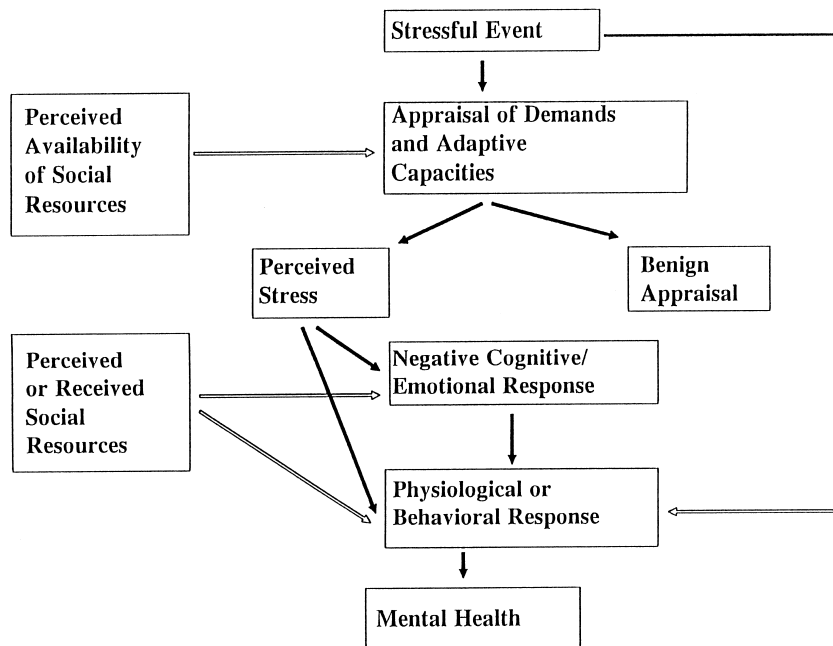 Stressful Event
Perceived
Availability
of Social
Resources
Appraisal of Demands
and Adaptive
Capacities
Perceived
Stress
Benign
Appraisal
Perceived
or Received
Social
Resources
Negative Cognitive/
Emotional Response
Physiological or
Behavioral Response
Mental Health